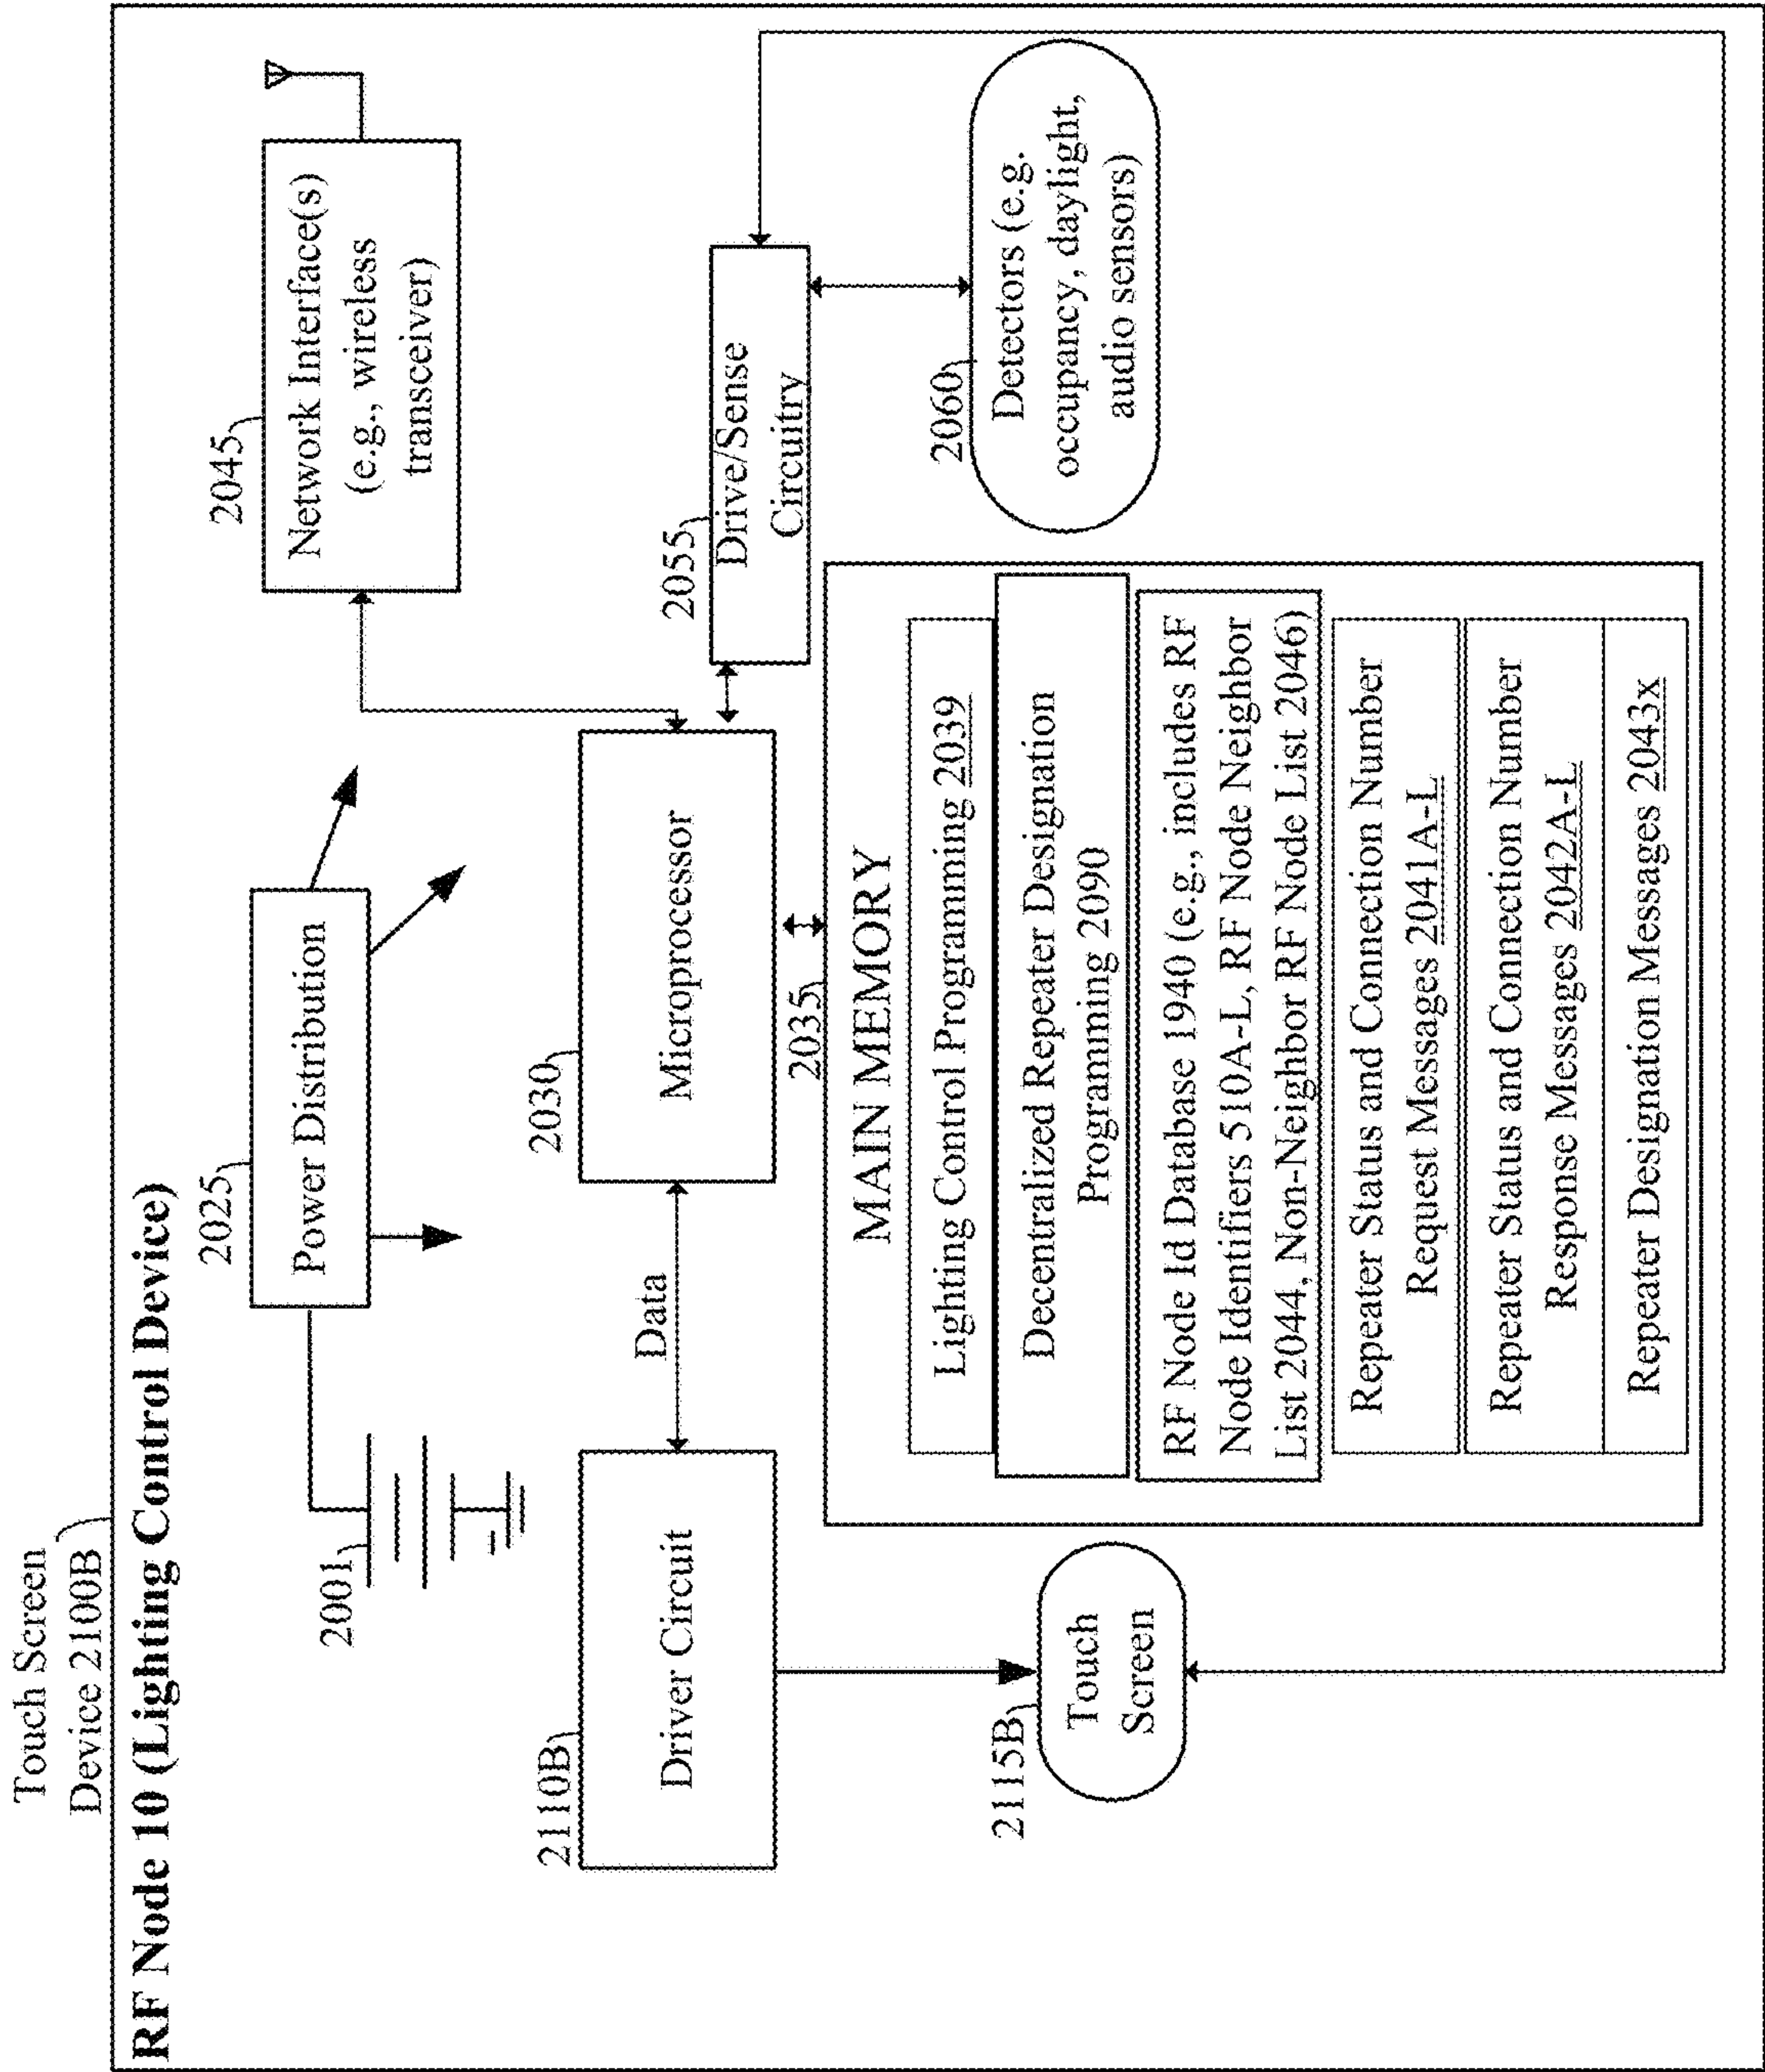 Touch Screen
Device 2100B
RF Node 10 (Lighting Control Device)
2001
2025
Power Distribution
2045
Network Interface(s)
(e.g., wireless
transceiver)
2110B
Driver Circuit
Data
2030
Microprocessor
2055
Drive/Sense
Circuitry
2115B
Touch
Screen
2035
MAIN MEMORY
Lighting Control Programming 2039
Decentralized Repeater Designation
Programming 2090
RF Node Id Database 1940 (e.g., includes RF
Node Identifiers 510A-L, RF Node Neighbor
List 2044, Non-Neighbor RF Node List 2046)
Repeater Status and Connection Number
Request Messages 2041A-L
Repeater Status and Connection Number
Response Messages 2042A-L
Repeater Designation Messages 2043x
2060
Detectors (e.g.
occupancy, daylight,
audio sensors)